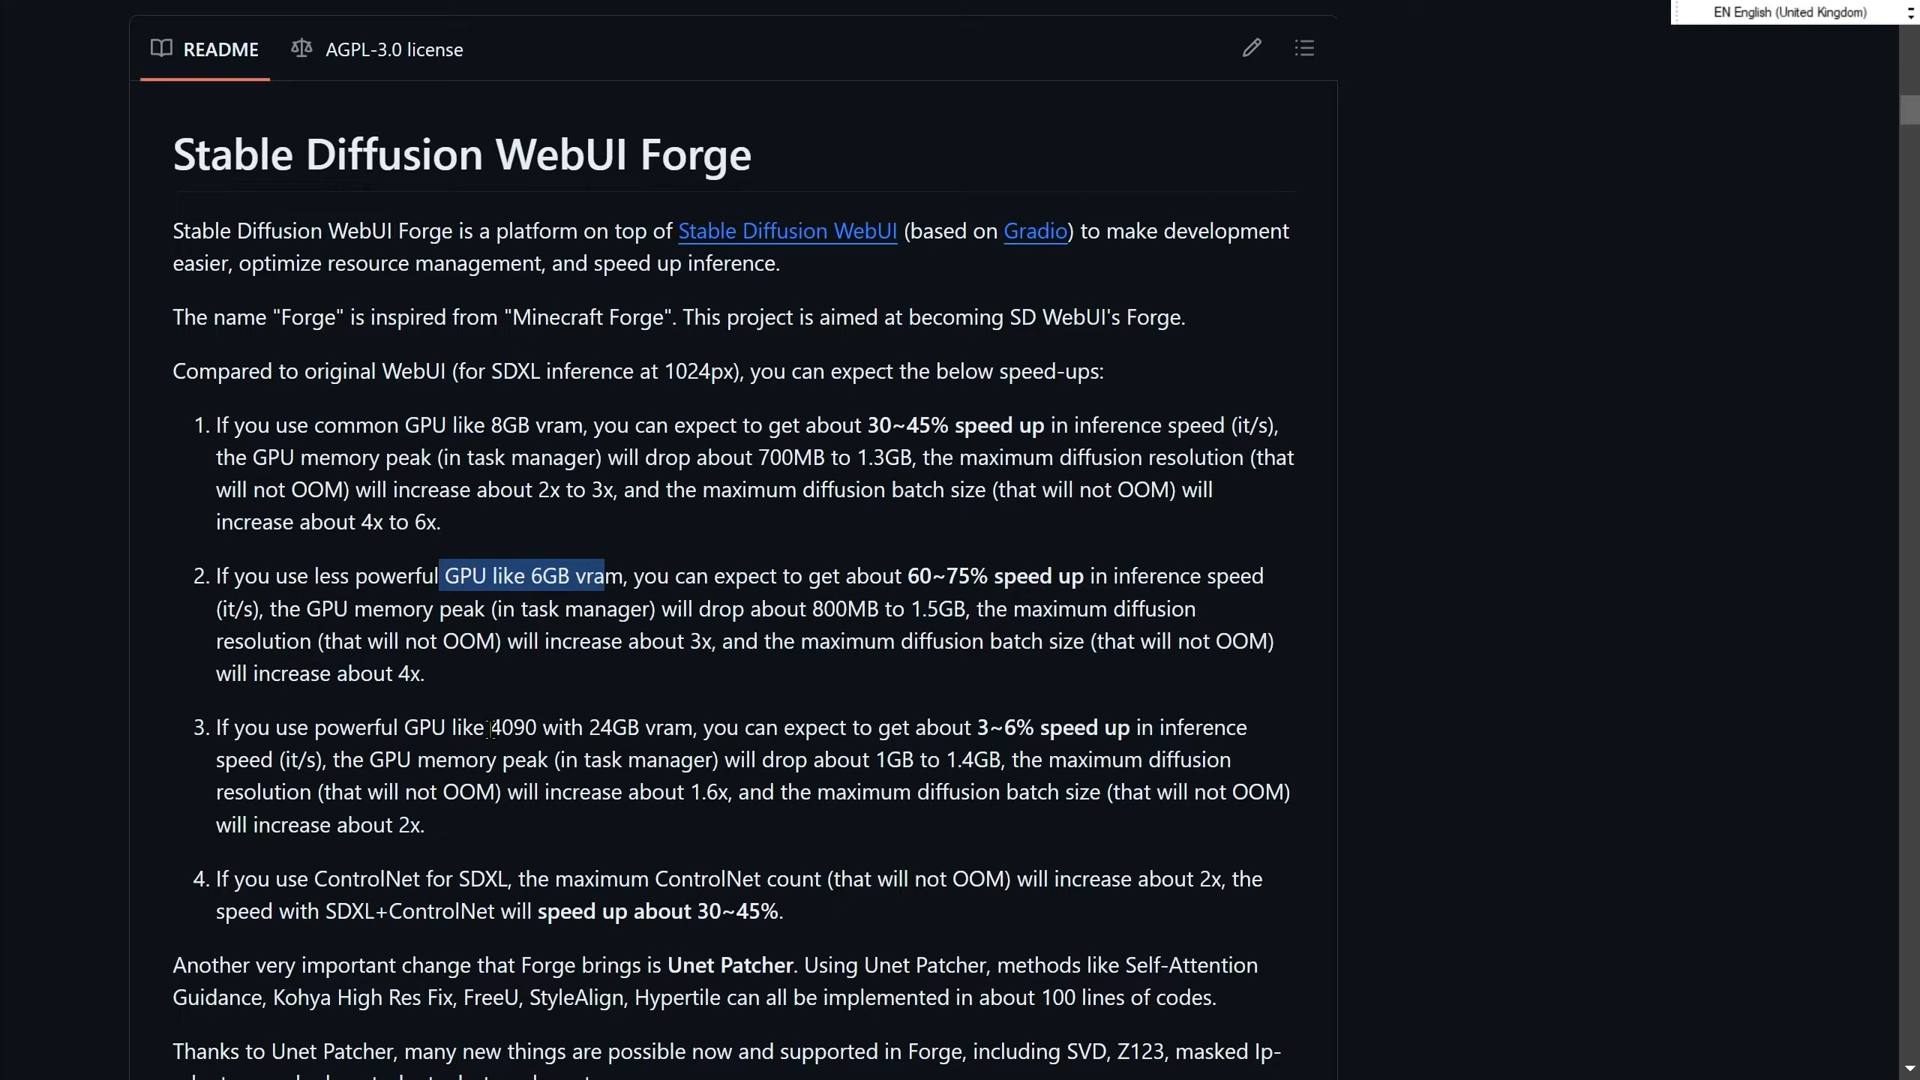 EN English (United Kingdom)
README
AGPL-3.0 license
Stable Diffusion WebUI Forge
Stable Diffusion WebUI Forge is a platform on top of Stable Diffusion WebUI (based on Gradio) to make development
easier, optimize resource management, and speed up inference.
The name "Forge" is inspired from "Minecraft Forge". This project is aimed at becoming SD WebUI's Forge.
Compared to original WebUI (for SDXL inference at 1024px), you can expect the below speed-ups:
1. If you use common GPU like 8GB vram, you can expect to get about 30~45% speed up in inference speed (it/s),
the GPU memory peak (in task manager) will drop about 700MB to 1.3GB, the maximum diffusion resolution (that
will not OOM) will increase about 2x to 3x, and the maximum diffusion batch size (that will not OOM) will
increase about 4x to 6x.
2. If you use less powerful GPU like 6GB vram, you can expect to get about 60~75% speed up in inference speed
(it/s), the GPU memory peak (in task manager) will drop about 800MB to 1.5GB, the maximum diffusion
resolution (that will not OOM) will increase about 3x, and the maximum diffusion batch size (that will not OOM)
will increase about 4x.
3. If you use powerful GPU like 4090 with 24GB vram, you can expect to get about 3~6% speed up in inference
speed (it/s), the GPU memory peak (in task manager) will drop about 1GB to 1.4GB, the maximum diffusion
resolution (that will not OOM) will increase about 1.6x, and the maximum diffusion batch size (that will not OOM)
will increase about 2x.
4. If you use ControlNet for SDXL, the maximum ControlNet count (that will not OOM) will increase about 2x, the
speed with SDXL+ControlNet will speed up about 30~45%.
Another very important change that Forge brings is Unet Patcher. Using Unet Patcher, methods like Self-Attention
Guidance, Kohya High Res Fix, FreeU, StyleAlign, Hypertile can all be implemented in about 100 lines of codes.
Thanks to Unet Patcher, many new things are possible now and supported in Forge, including SVD, Z123, masked Ip-